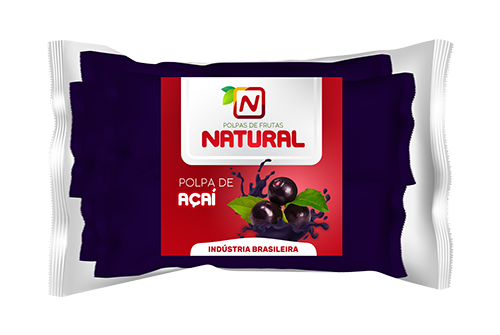 N
POLPAS DE FRUTAS
NATURAL
POLPA DE
AÇAÍ
INDÚSTRIA BRASILEIRA